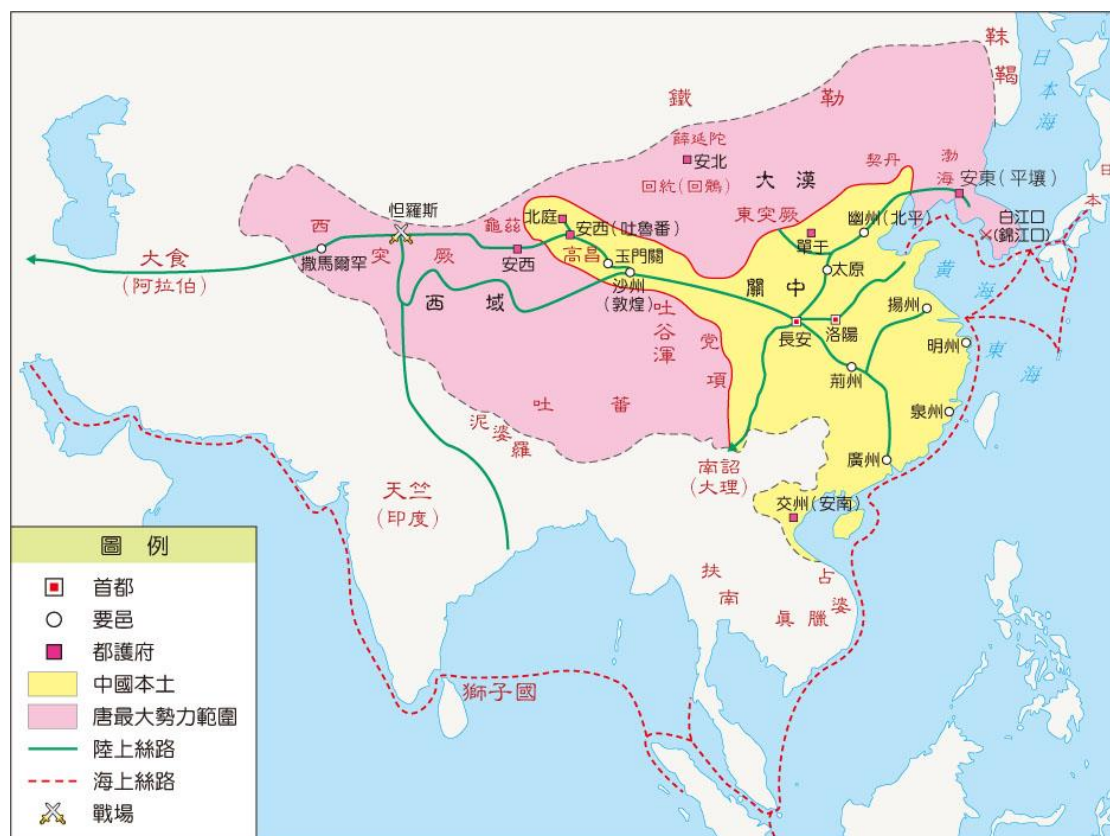 靺鞨
日本海
鐵勒
薛延陀
安北
回紇(回鶻)
大漠
契丹
渤海
安東(平壤)
日本
東突厥
幽州(北平)
白江口
(錦江口)
單于
太原
黃海
北庭
安西(吐魯番)
龜茲
高昌
玉門關
安西
沙州
(敦煌)
怛羅斯
西突厥
撒馬爾罕
大食
(阿拉伯)
西域
關中
長安
洛陽
揚州
明州
東海
吐谷渾
党項
荊州
泉州
吐蕃
泥婆羅
南詔
(大理)
廣州
天竺
(印度)
交州(安南)
扶南
占婆
眞臘
獅子國
圖例
首都
要邑
都護府
中國本土
唐最大勢力範圍
陸上絲路
海上絲路
戰場